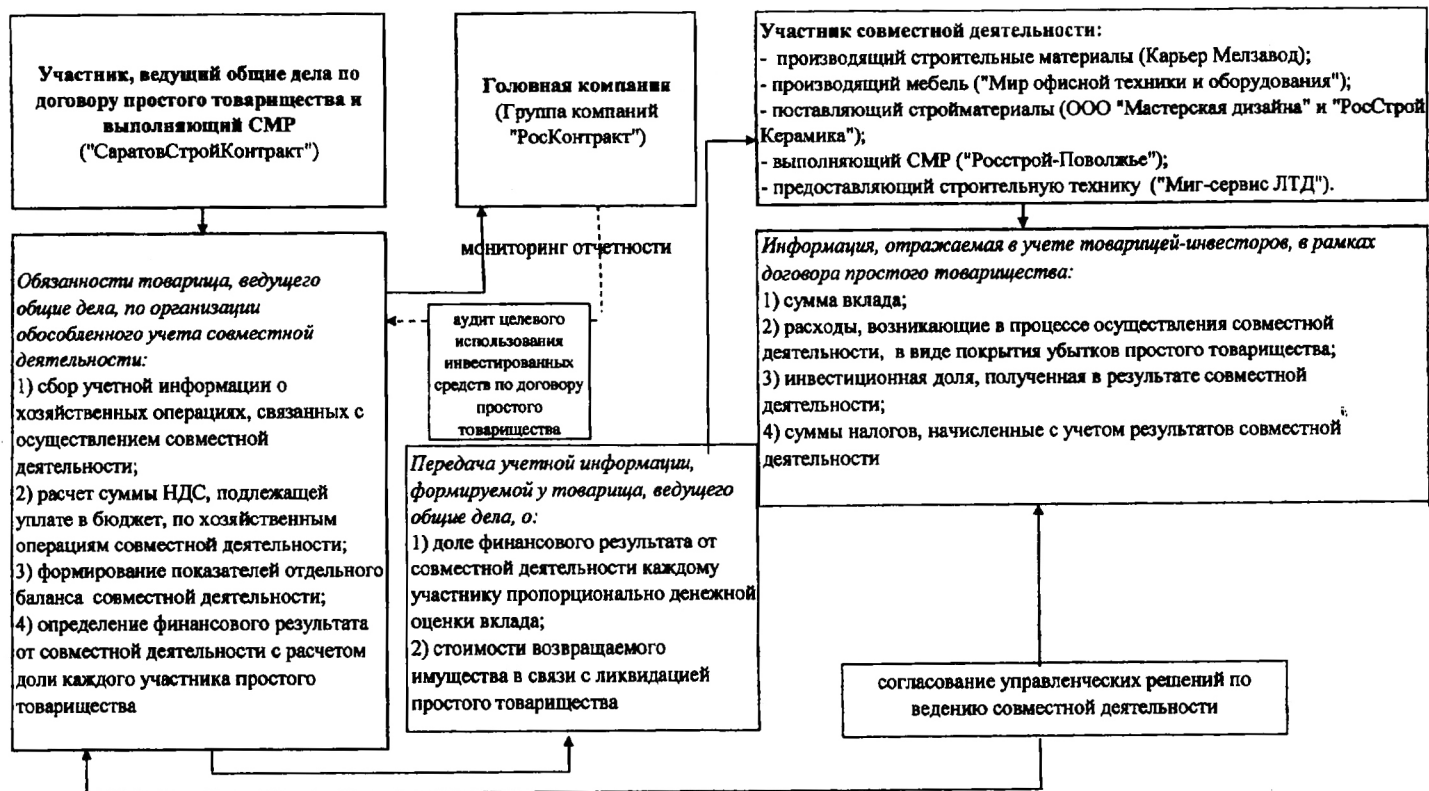 Участник, ведущий общие дела по
договору простого товарищества и
выполняющий СМР
("СаратовСтройКонтракт")
Головная компания
(Группа компаний
"РосКонтракт")
Участник совместной деятельности:
- производящий строительные материалы (Карьер Мелзавод);
- производящий мебель ("Мир офисной техники и оборудования");
- поставляющий стройматериалы (ООО "Мастерская дизайна" и "РосСтрой
Керамика");
- выполняющий СМР ("Росстрой-Поволжье");
- предоставляющий строительную технику ("Миг-сервис ЛТД").
мониторинг отчетности
Обязанности товарища, ведущего
общие дела, по организации
обособленного учета совместной
деятельности:
1) сбор учетной информации о
хозяйственных операциях, связанных с
осуществлением совместной
деятельности;
2) расчет суммы НДС, подлежащей
уплате в бюджет, по хозяйственным
операциям совместной деятельности;
3) формирование показателей отдельного
баланса совместной деятельности;
4) определение финансового результата
от совместной деятельности с расчетом
доли каждого участника простого
товарищества
аудит целевого
использования
инвестированных
средств по договору
простого
товарищества
Передача учетной информации,
формируемой у товарища, ведущего
общие дела, о:
1) доле финансового результата от
совместной деятельности каждому
участнику пропорционально денежной
оценки вклада;
2) стоимости возвращаемого
имущества в связи с ликвидацией
простого товарищества
Информация, отражаемая в учете товарищей-инвесторов, в рамках
договора простого товарищества:
1) сумма вклада;
2) расходы, возникающие в процессе осуществления совместной
деятельности, в виде покрытия убытков простого товарищества;
3) инвестиционная доля, полученная в результате совместной
деятельности;
4) суммы налогов, начисленные с учетом результатов совместной
деятельности
согласование управленческих решений по
ведению совместной деятельности